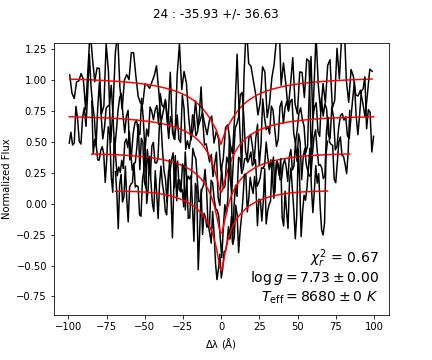 24 : -35.93 +/- 36.63
1.25
1.00
0.75
0.50
0.25
0.00
−0.25
−0.50
−0.75
Normalized Flux
χ²ᵣ = 0.67
log g = 7.73 ± 0.00
T_eff = 8680 ± 0 K
−100 −75 −50 −25 0 25 50 75 100
Δλ (Å)